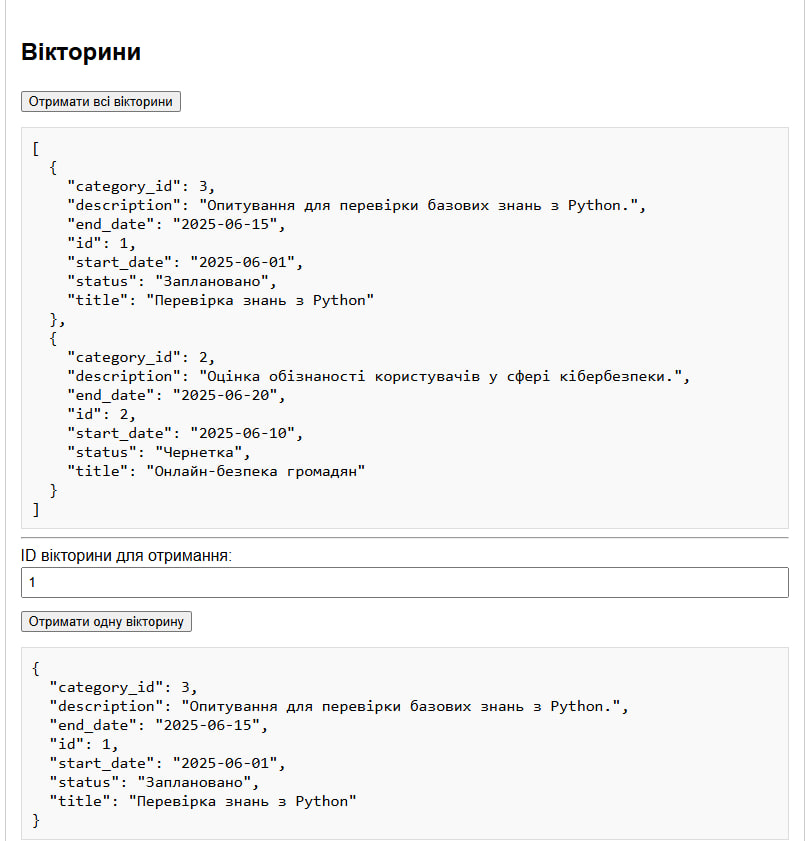 Вікторини
Отримати всі вікторини
[
  {
    "category_id": 3,
    "description": "Опитування для перевірки базових знань з Python.",
    "end_date": "2025-06-15",
    "id": 1,
    "start_date": "2025-06-01",
    "status": "Заплановано",
    "title": "Перевірка знань з Python"
  },
  {
    "category_id": 2,
    "description": "Оцінка обізнаності користувачів у сфері кібербезпеки.",
    "end_date": "2025-06-20",
    "id": 2,
    "start_date": "2025-06-10",
    "status": "Чернетка",
    "title": "Онлайн-безпека громадян"
  }
]
ID вікторини для отримання:
1
Отримати одну вікторину
{
  "category_id": 3,
  "description": "Опитування для перевірки базових знань з Python.",
  "end_date": "2025-06-15",
  "id": 1,
  "start_date": "2025-06-01",
  "status": "Заплановано",
  "title": "Перевірка знань з Python"
}